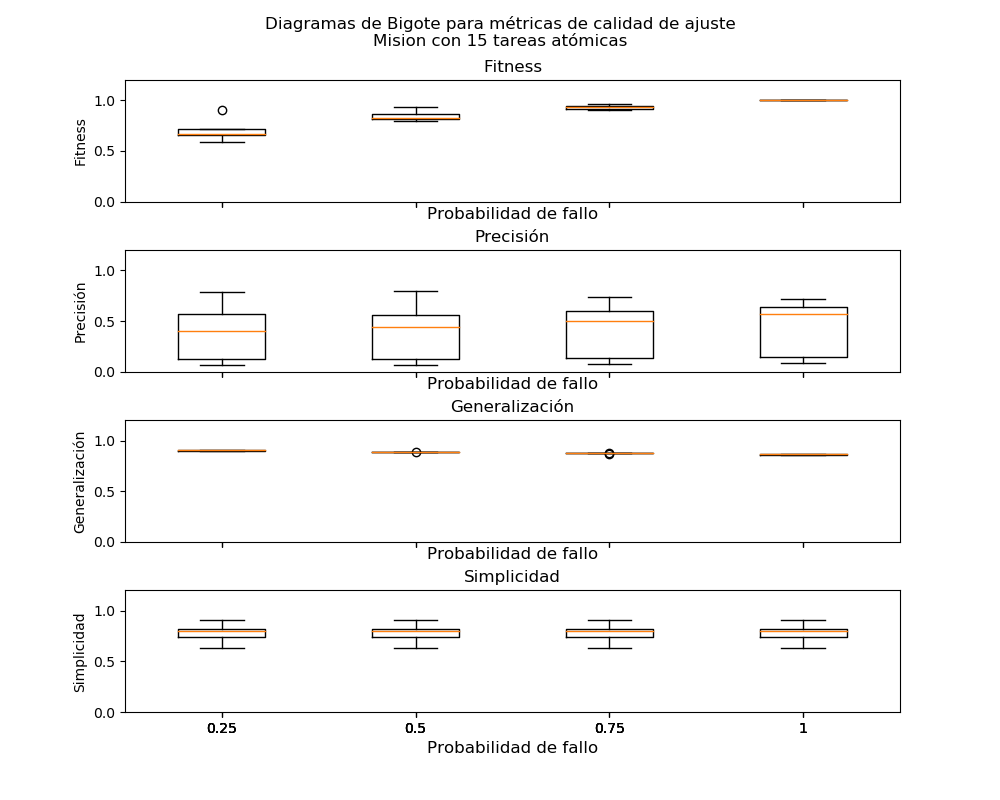 Diagramas de Bigote para métricas de calidad de ajuste
Mision con 15 tareas atómicas
Fitness
1.0
0.5
0.0
Fitness
Probabilidad de fallo
Precisión
1.0
0.5
0.0
Precisión
Probabilidad de fallo
Generalización
1.0
0.5
0.0
Generalización
Probabilidad de fallo
Simplicidad
1.0
0.5
0.0
Simplicidad
0.25 0.5 0.75 1
Probabilidad de fallo